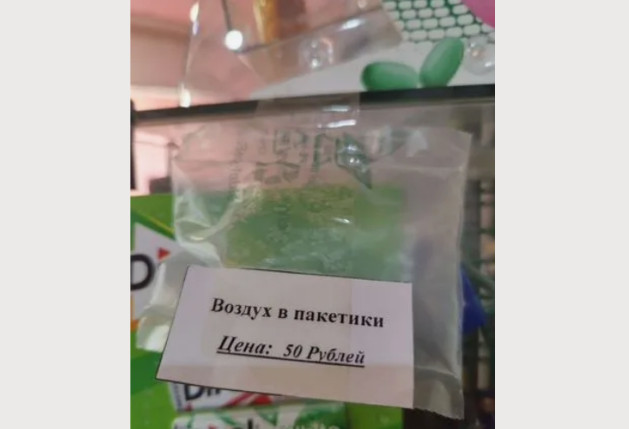 Воздух в пакетики
Цена: 50 Рублей